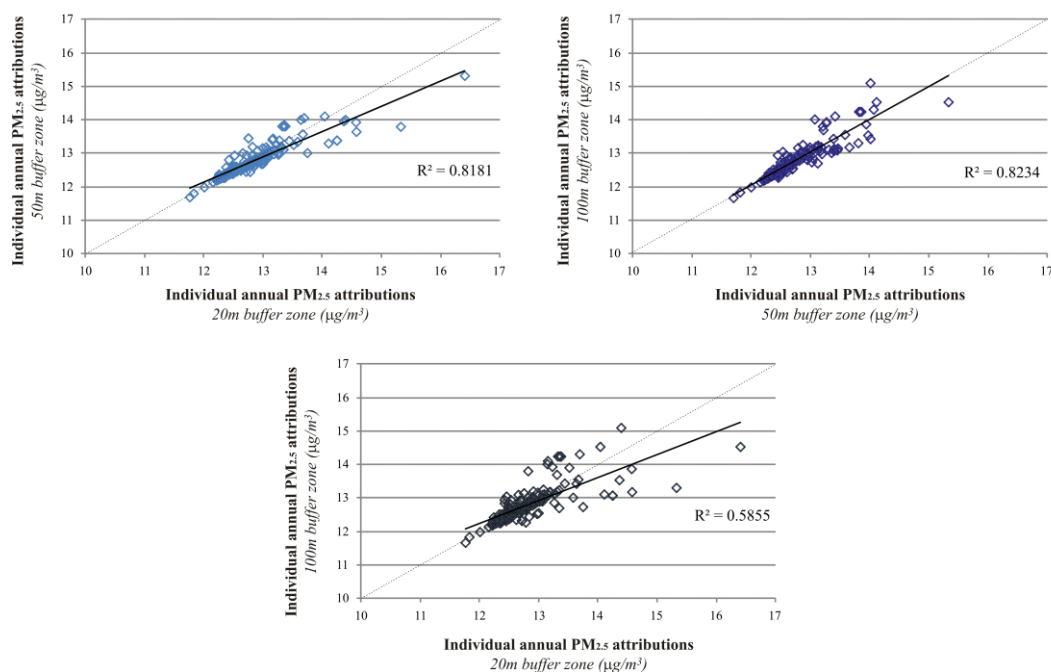 Individual annual PM2.5 attributions
50m buffer zone (μg/m³)
17
16
15
14
13
12
11
10
R² = 0.8181
10 11 12 13 14 15 16 17
Individual annual PM2.5 attributions
20m buffer zone (μg/m³)
Individual annual PM2.5 attributions
100m buffer zone (μg/m³)
17
16
15
14
13
12
11
10
R² = 0.8234
10 11 12 13 14 15 16 17
Individual annual PM2.5 attributions
50m buffer zone (μg/m³)
Individual annual PM2.5 attributions
100m buffer zone (μg/m³)
17
16
15
14
13
12
11
10
R² = 0.5855
10 11 12 13 14 15 16 17
Individual annual PM2.5 attributions
20m buffer zone (μg/m³)